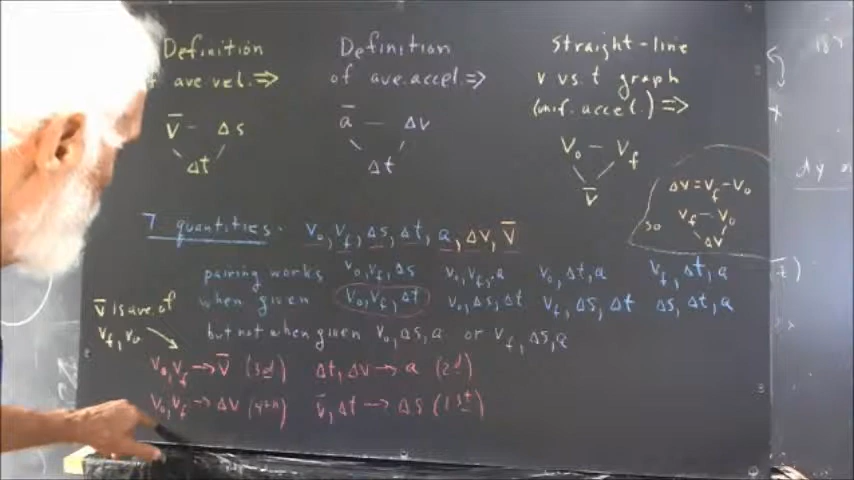 Definition
of ave.vel. ⇒
v̄ — Δs
Δt
Definition
of ave.accel. ⇒
ā — Δv
Δt
straight-line
v vs. t graph
(unif. accel.) ⇒
v₀ — v_f
v̄
Δv = v_f - v₀
so v_f — v₀
Δv
7 quantities: v₀, v_f, Δs, Δt, a, Δv, v̄
pairing works v₀, v_f, Δs v₀, v_f, a v₀, Δt, a v_f, Δt, a
when given v₀, v_f, Δt v₀, Δs, Δt v_f, Δs, Δt Δs, Δt, a
but not when given v₀, Δs, a or v_f, Δs, a
v̄ is ave. of
v_f, v₀
v₀, v_f → v̄ (3d) Δt, Δv → a (2d)
v₀, v_f → Δv (4th) v̄, Δt → Δs (1st)
dy